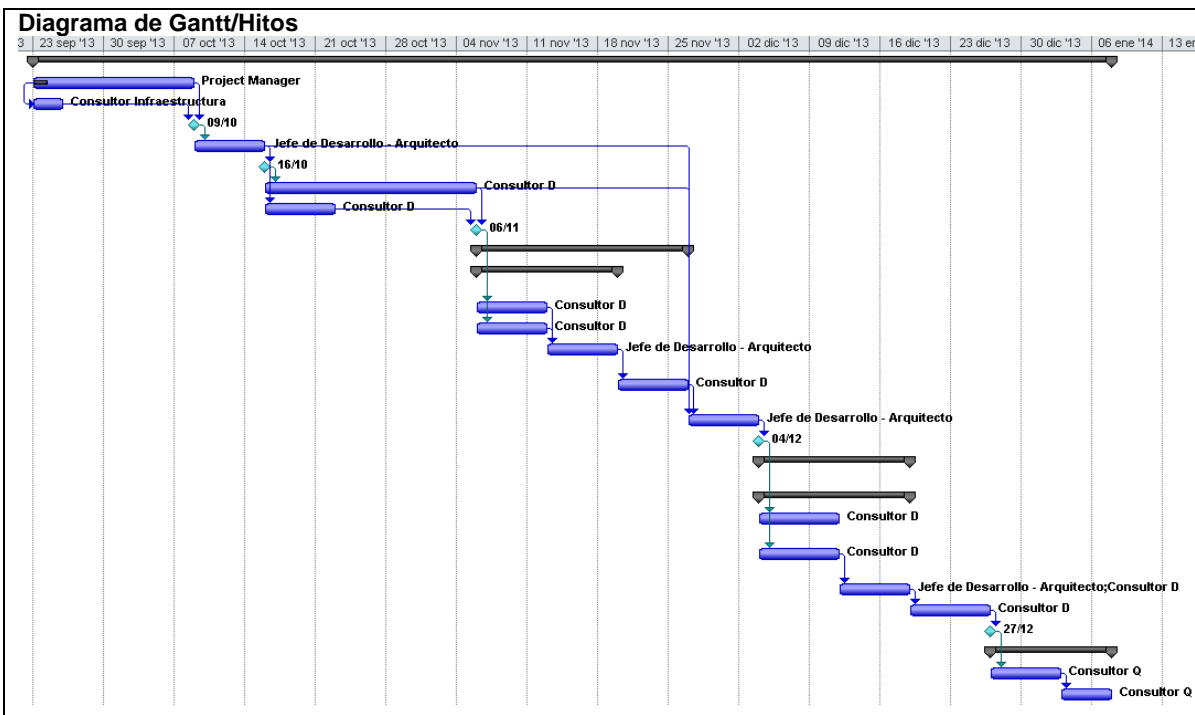 Diagrama de Gantt/Hitos
3 23 sep '13 30 sep '13 07 oct '13 14 oct '13 21 oct '13 28 oct '13 04 nov '13 11 nov '13 18 nov '13 25 nov '13 02 dic '13 09 dic '13 16 dic '13 23 dic '13 30 dic '13 06 ene '14 13 en
Project Manager
Consultor Infraestructura
09/10
Jefe de Desarrollo - Arquitecto
16/10
Consultor D
Consultor D
06/11
Consultor D
Consultor D
Jefe de Desarrollo - Arquitecto
Consultor D
Jefe de Desarrollo - Arquitecto
04/12
Consultor D
Consultor D
Jefe de Desarrollo - Arquitecto;Consultor D
Consultor D
27/12
Consultor Q
Consultor Q